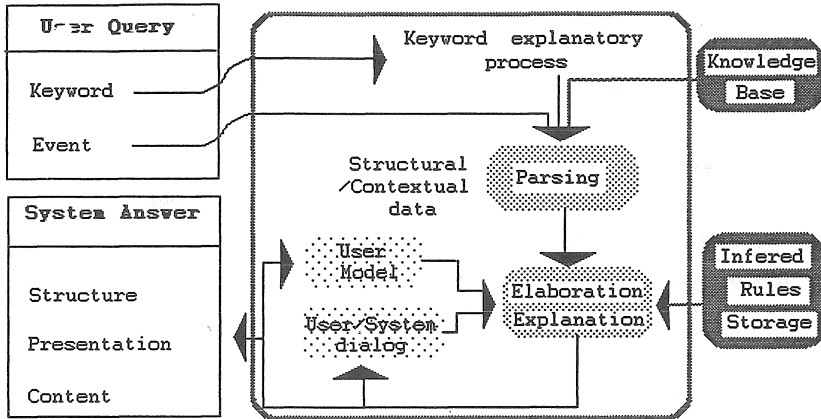 User Query
Keyword
Event
Keyword explanatory
process
Knowledge
Base
Structural
/Contextual
data
Parsing
System Answer
Structure
Presentation
Content
User
Model
User/System
dialog
Elaboration
Explanation
Infered
Rules
Storage